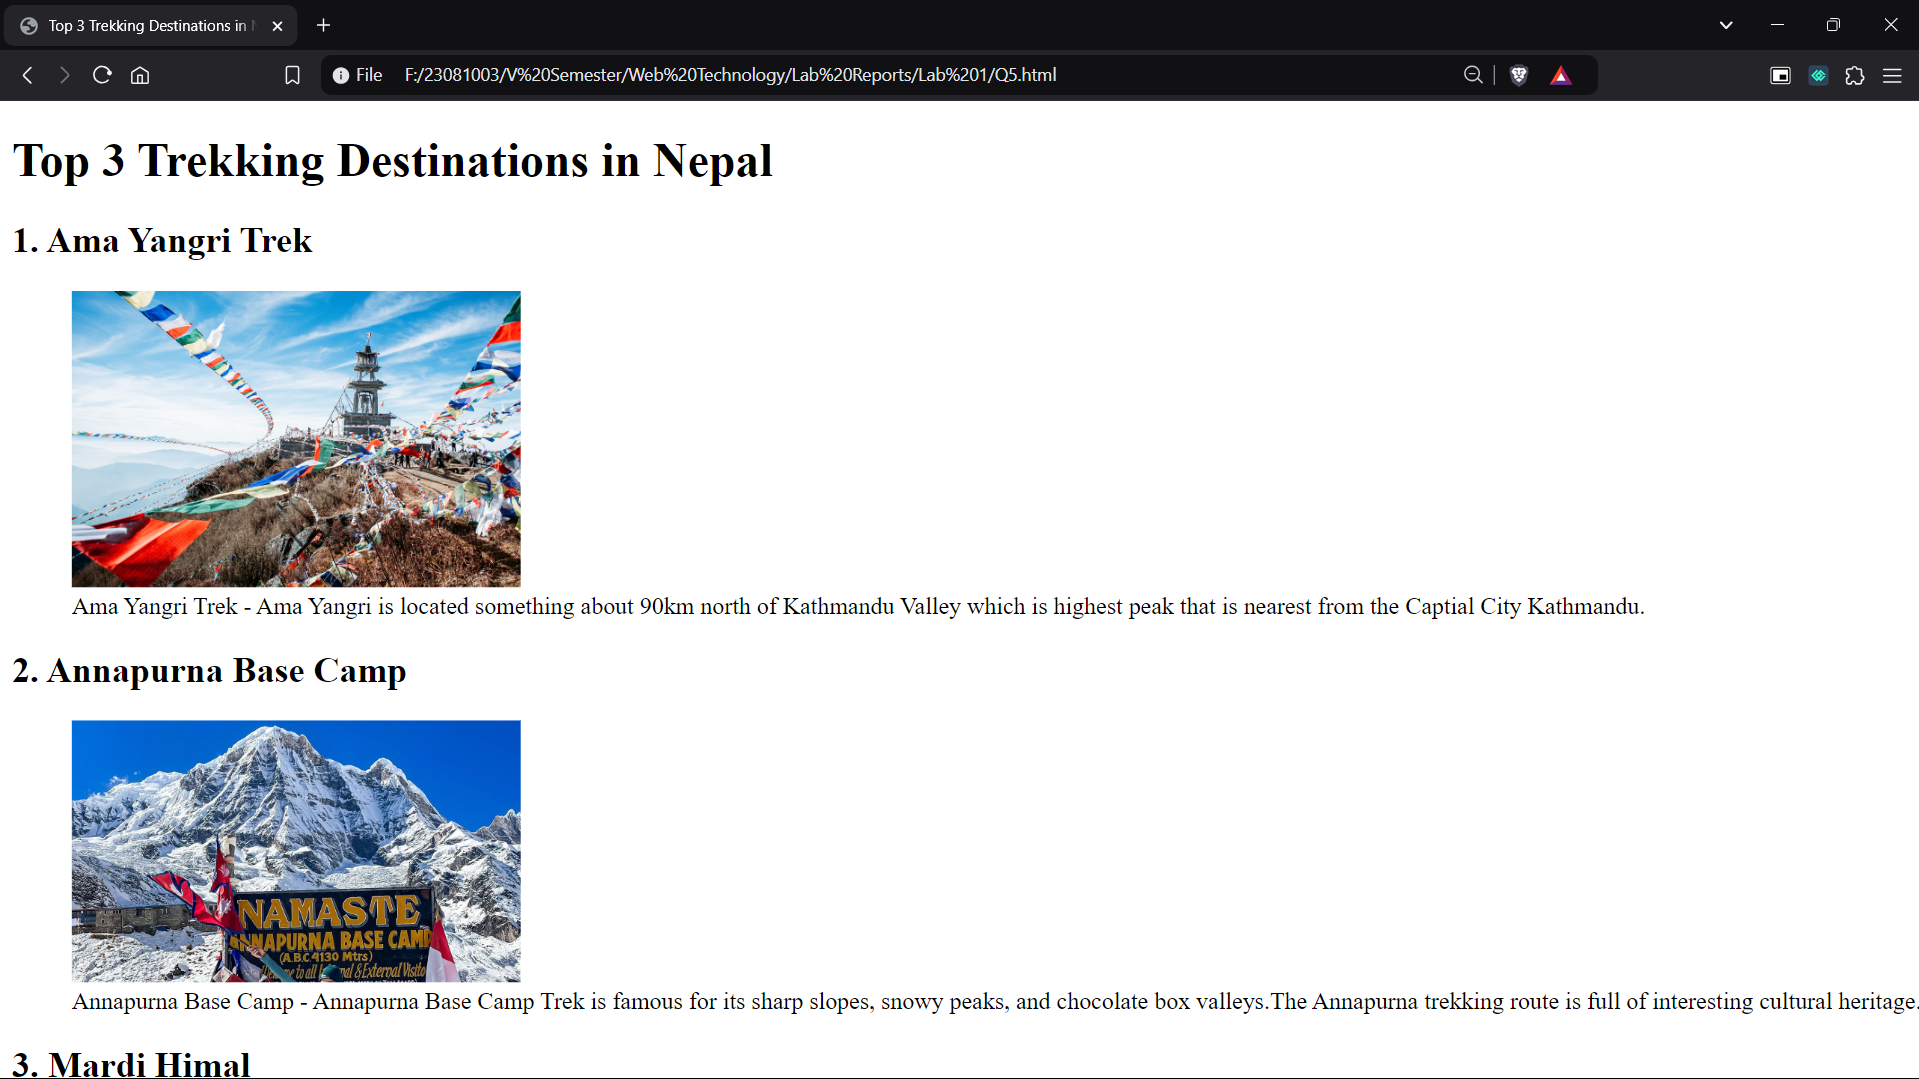 Top 3 Trekking Destinations in
File F:/23081003/V%20Semester/Web%20Technology/Lab%20Reports/Lab%201/Q5.html
Top 3 Trekking Destinations in Nepal
1. Ama Yangri Trek
Ama Yangri Trek - Ama Yangri is located something about 90km north of Kathmandu Valley which is highest peak that is nearest from the Captial City Kathmandu.
2. Annapurna Base Camp
NAMASTE
ANNAPURNA BASE CAMP
(A.B.C.4130 Mtrs)
to all & External
Annapurna Base Camp - Annapurna Base Camp Trek is famous for its sharp slopes, snowy peaks, and chocolate box valleys.The Annapurna trekking route is full of interesting cultural heritage.
3. Mardi Himal